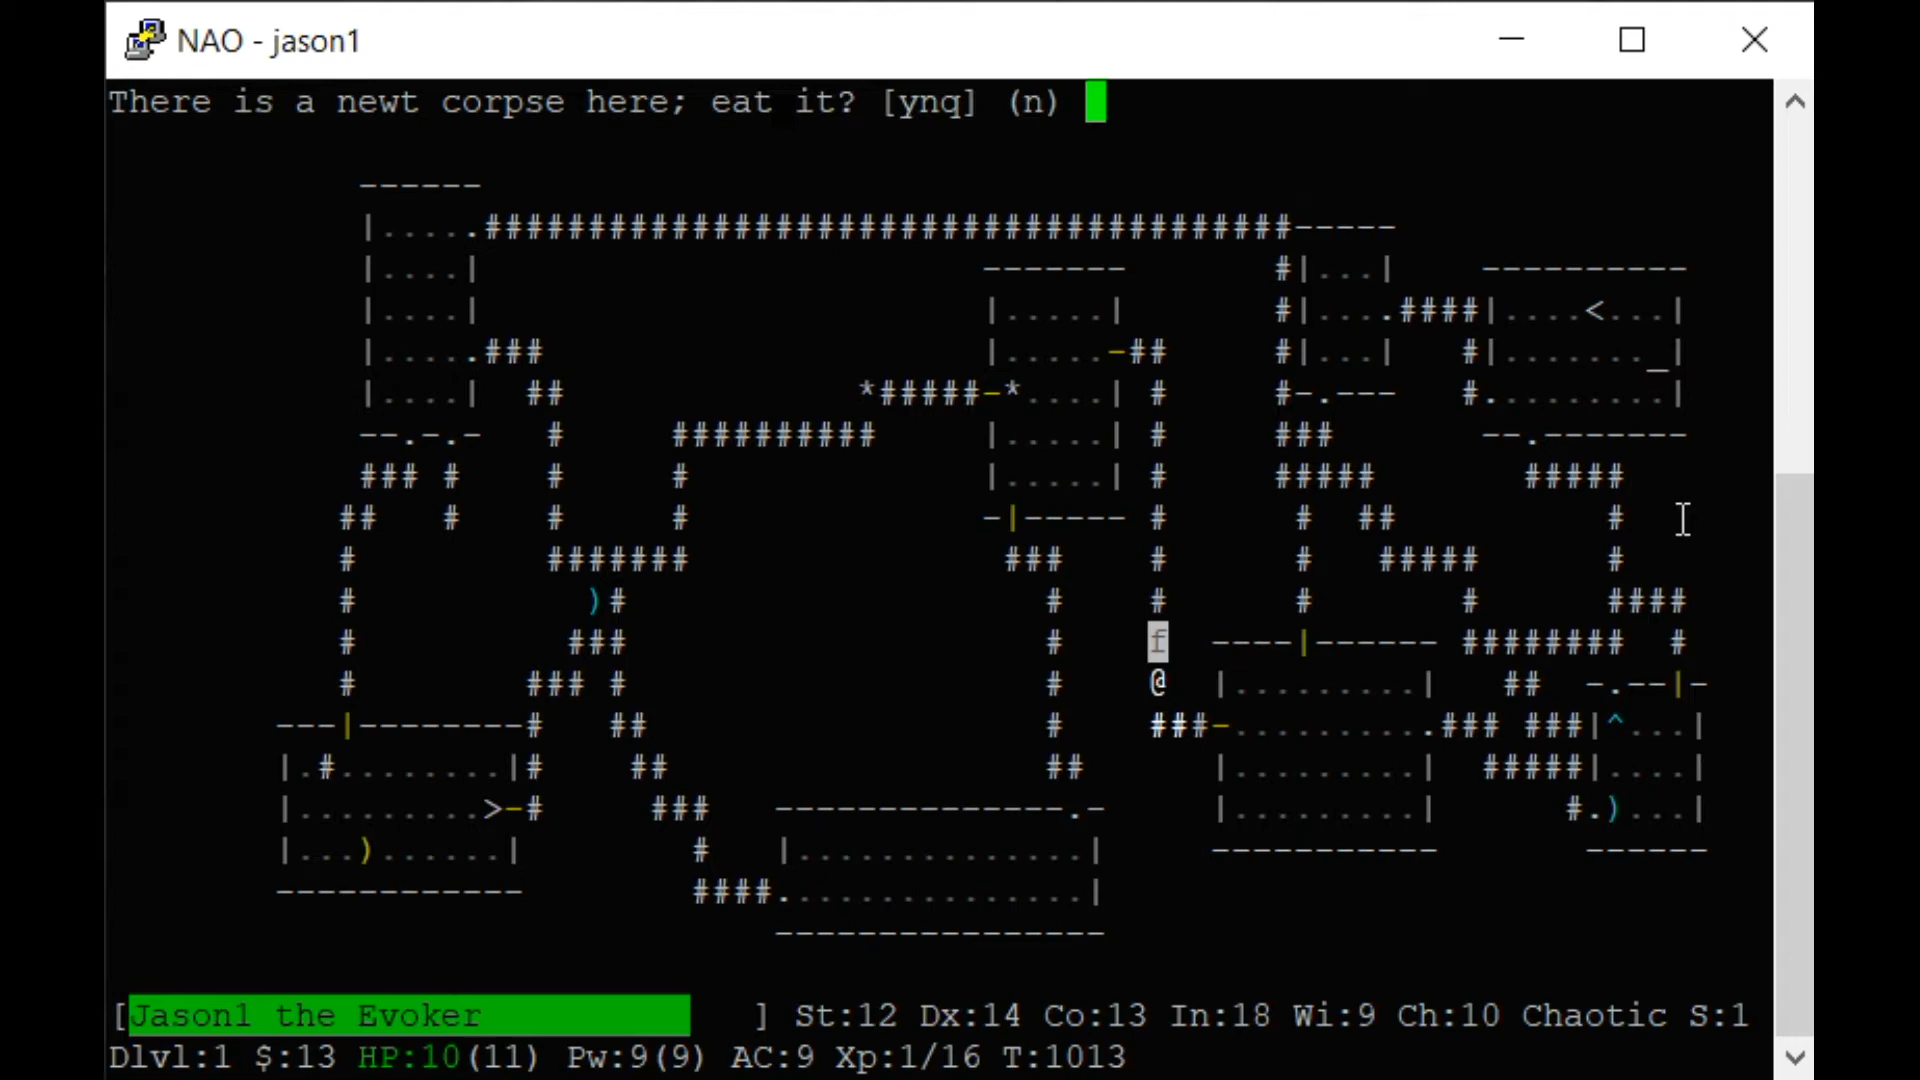 NAO - jason1
There is a newt corpse here; eat it? [ynq] (n)
------
|.....#######################################-----
|....| ------- #|...| ----------
|....| |.....| #|....####|....<...|
|.....### |.....-## #|...| #|......._|
|....| ## *#####-*....| # #-.--- #.........|
--.-.- # ########## |.....| # ### --.-------
### # # # |.....| # ##### #####
## # # # -|----- # # ## #
# ####### ### # # ##### #
# )# # # # # ####
# ### # f ----|------ ######## #
# ### # # @ |.........| ## -.--|-
---|--------# ## # ###-..........### ###|^...|
|.#........|# ## ## |.........| #####|....|
|.........>-# ### --------------.- |.........| #.)...|
|...)......| # |..............| ----------- ------
------------ ####...............|
----------------
[Jason1 the Evoker ] St:12 Dx:14 Co:13 In:18 Wi:9 Ch:10 Chaotic S:1
Dlvl:1 $:13 HP:10(11) Pw:9(9) AC:9 Xp:1/16 T:1013